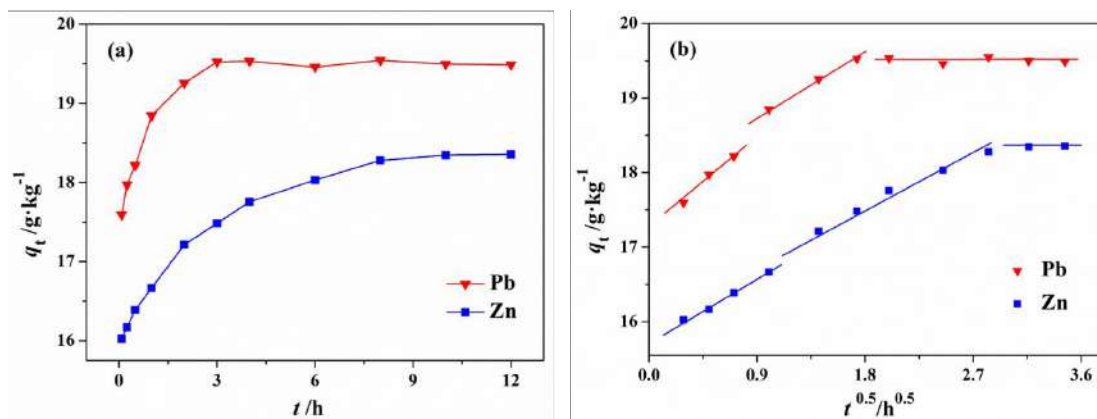 (a)
20
19
18
17
16
q_t /g·kg⁻¹
Pb
Zn
0
3
6
9
12
t /h
(b)
20
19
18
17
16
q_t /g·kg⁻¹
Pb
Zn
0.0
0.9
1.8
2.7
3.6
t^0.5/h^0.5